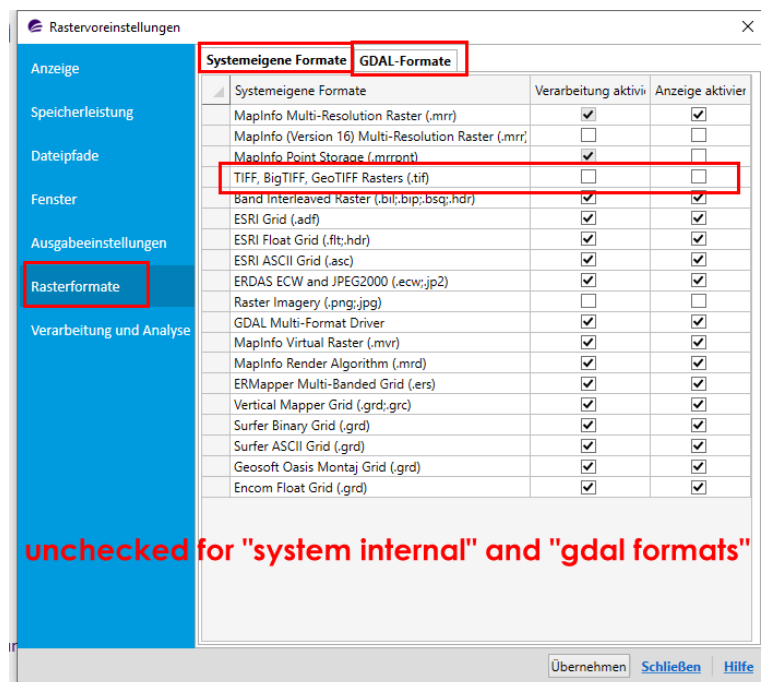 Rastervoreinstellungen
Anzeige
Speicherleistung
Dateipfade
Fenster
Ausgabeeinstellungen
Rasterformate
Verarbeitung und Analyse
Systemeigene Formate GDAL-Formate
Systemeigene Formate Verarbeitung aktivi Anzeige aktivier
MapInfo Multi-Resolution Raster (.mrr)
MapInfo (Version 16) Multi-Resolution Raster (.mrr)
MapInfo Point Storage (.mrrpnt)
TIFF, BigTIFF, GeoTIFF Rasters (.tif)
Band Interleaved Raster (.bil;.bip;.bsq;.hdr)
ESRI Grid (.adf)
ESRI Float Grid (.flt;.hdr)
ESRI ASCII Grid (.asc)
ERDAS ECW and JPEG2000 (.ecw;.jp2)
Raster Imagery (.png;.jpg)
GDAL Multi-Format Driver
MapInfo Virtual Raster (.mvr)
MapInfo Render Algorithm (.mrd)
ERMapper Multi-Banded Grid (.ers)
Vertical Mapper Grid (.grd;.grc)
Surfer Binary Grid (.grd)
Surfer ASCII Grid (.grd)
Geosoft Oasis Montaj Grid (.grd)
Encom Float Grid (.grd)
unchecked for "system internal" and "gdal formats"
Übernehmen Schließen Hilfe